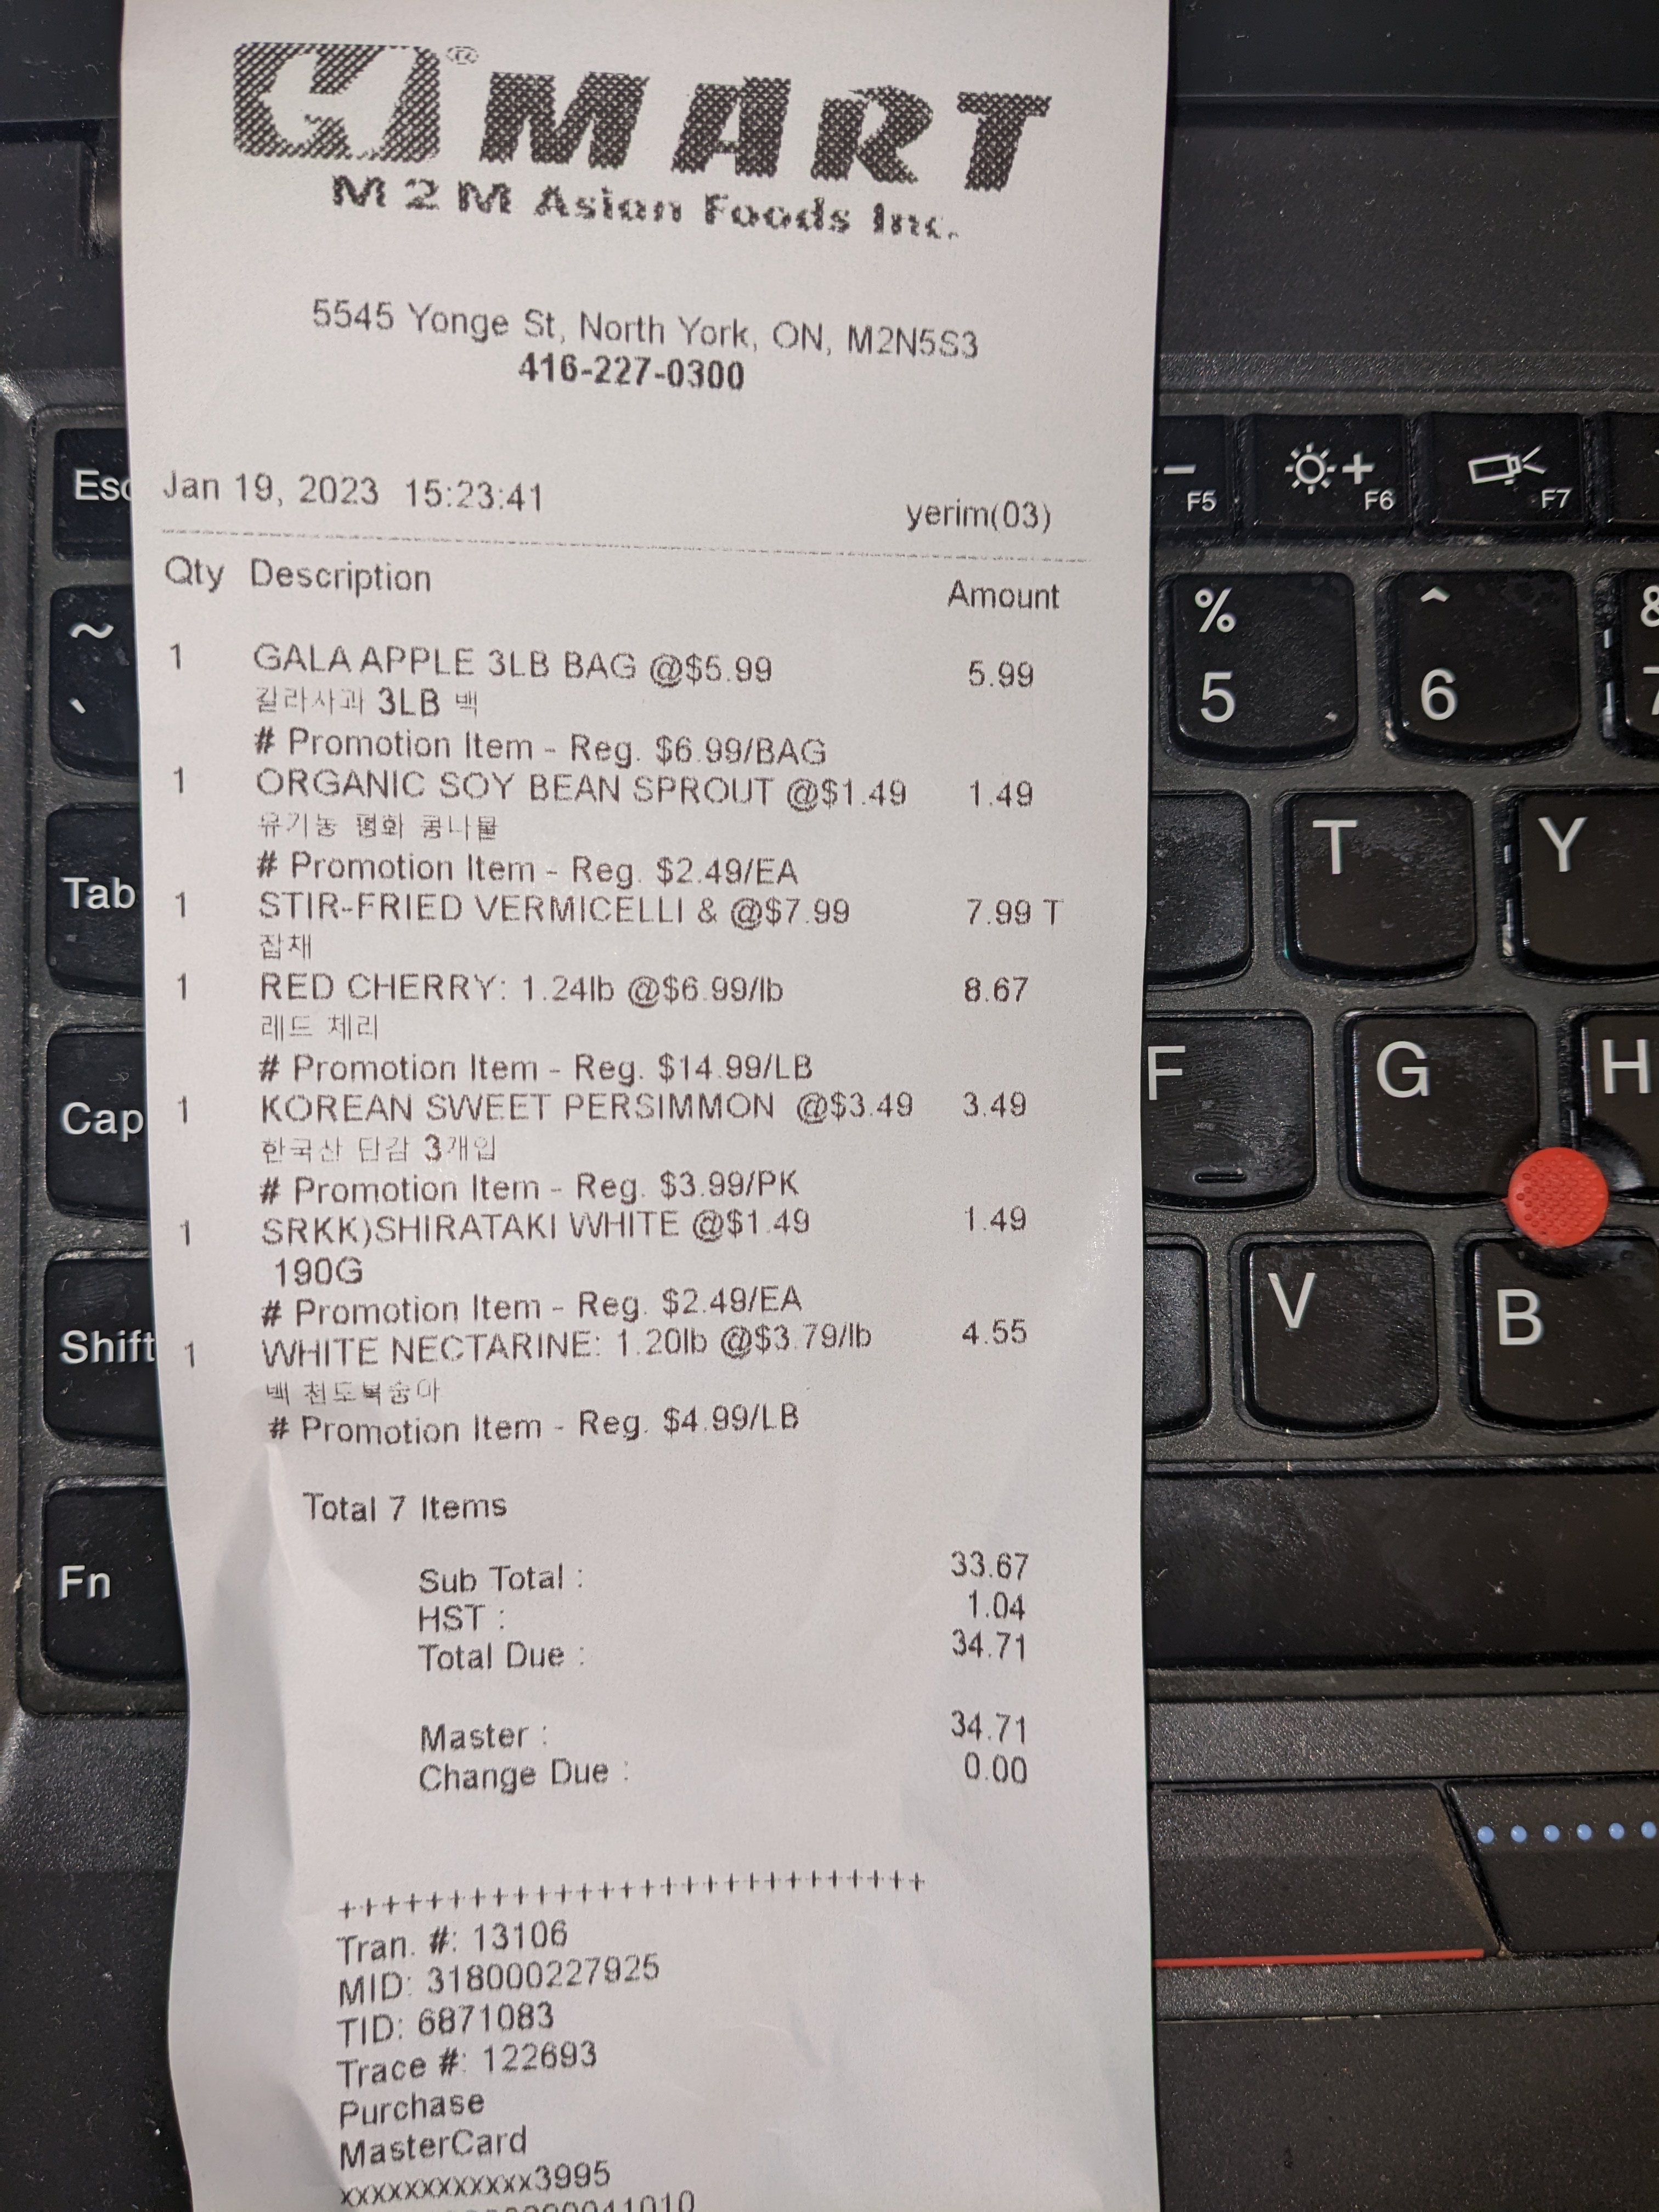 H MART ®
M2M Asian Foods Inc.
5545 Yonge St, North York, ON, M2N5S3
416-227-0300
Jan 19, 2023 15:23:41 yerim(03)
Qty Description Amount
1 GALA APPLE 3LB BAG @$5.99 5.99
갈라사과 3LB 백
# Promotion Item - Reg. $6.99/BAG
1 ORGANIC SOY BEAN SPROUT @$1.49 1.49
유기농 평화 콩나물
# Promotion Item - Reg. $2.49/EA
1 STIR-FRIED VERMICELLI & @$7.99 7.99 T
잡채
1 RED CHERRY: 1.24lb @$6.99/lb 8.67
레드 체리
# Promotion Item - Reg. $14.99/LB
1 KOREAN SWEET PERSIMMON @$3.49 3.49
한국산 단감 3개입
# Promotion Item - Reg. $3.99/PK
1 SRKK)SHIRATAKI WHITE @$1.49 1.49
190G
# Promotion Item - Reg. $2.49/EA
1 WHITE NECTARINE: 1.20lb @$3.79/lb 4.55
백 천도복숭아
# Promotion Item - Reg. $4.99/LB
Total 7 Items
Sub Total : 33.67
HST : 1.04
Total Due : 34.71
Master : 34.71
Change Due : 0.00
+++++++++++++++++++++++++++
Tran. #: 13106
MID: 318000227925
TID: 6871083
Trace #: 122693
Purchase
MasterCard
xxxxxxxxxxxx3995
Esc
~
`
Tab
Cap
Shift
Fn
- F5
+ F6
F7
%
5
^
6
&
7
T
Y
F
G
H
V
B